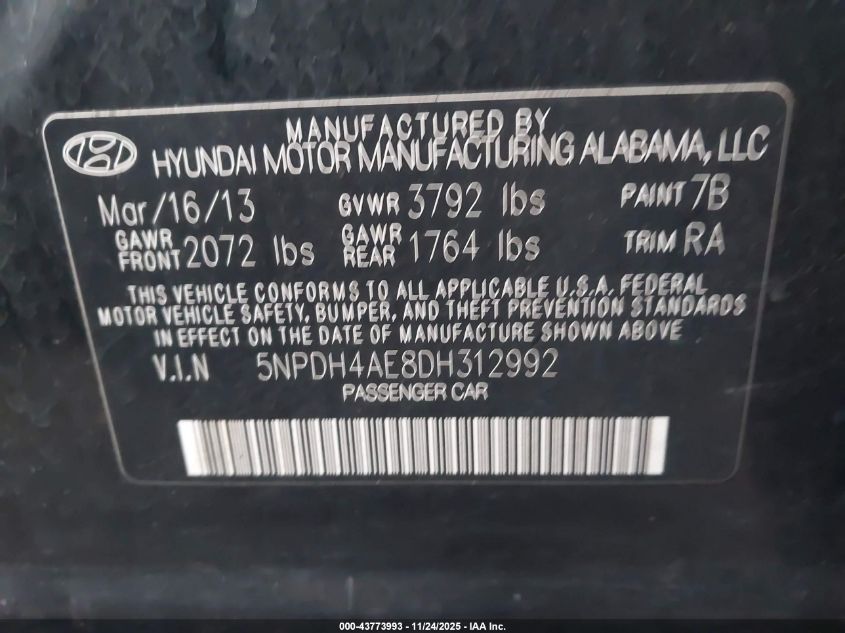 MANUFACTURED BY
HYUNDAI MOTOR MANUFACTURING ALABAMA, LLC
Mar/16/13 GVWR 3792 lbs PAINT 7B
GAWR FRONT 2072 lbs GAWR REAR 1764 lbs TRIM RA
THIS VEHICLE CONFORMS TO ALL APPLICABLE U.S.A. FEDERAL
MOTOR VEHICLE SAFETY, BUMPER, AND THEFT PREVENTION STANDARDS
IN EFFECT ON THE DATE OF MANUFACTURE SHOWN ABOVE
V.I.N 5NPDH4AE8DH312992
PASSENGER CAR
000-43773993 - 11/24/2025 - IAA Inc.